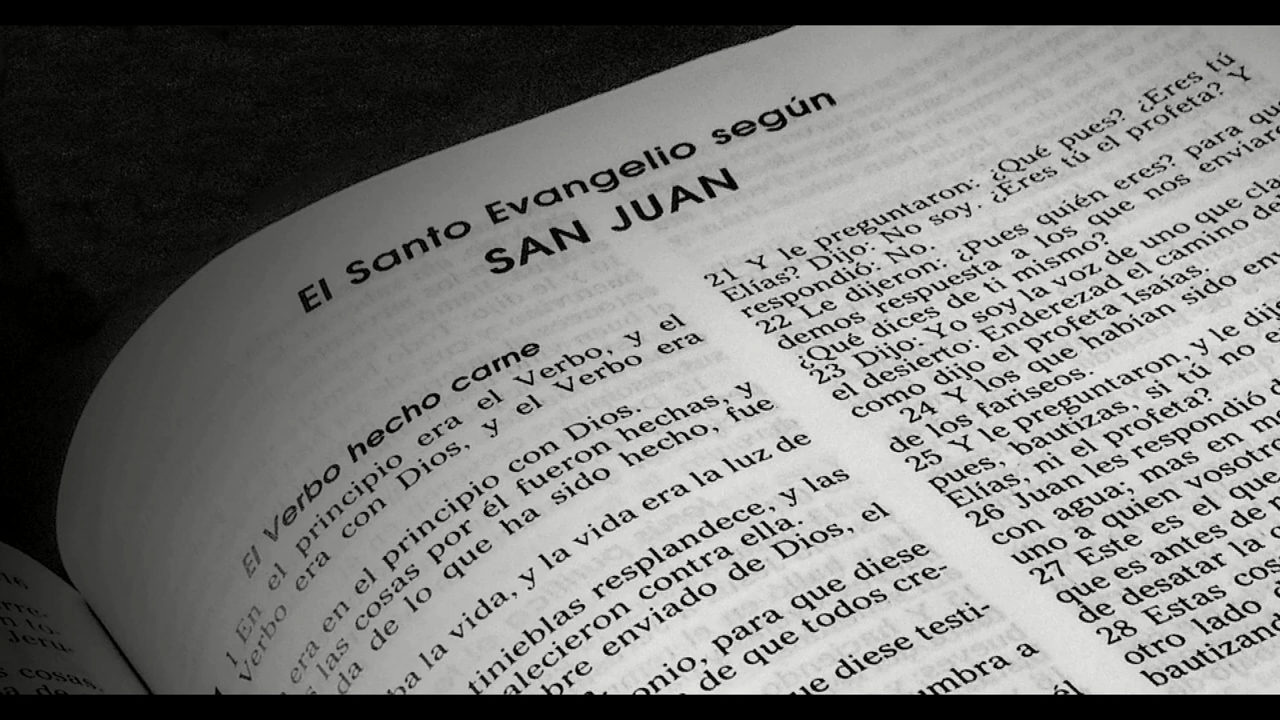 El Santo Evangelio según
SAN JUAN
El Verbo hecho carne
1 En el principio era el Verbo, y el
Verbo era con Dios, y el Verbo era
era en el principio con Dios.
las cosas por él fueron hechas, y
de lo que ha sido hecho, fue
la vida, y la vida era la luz de
tinieblas resplandece, y las
contra ella.
enviado de Dios, el
para que diese
de que todos cre-
diese testi-
a
él
21 Y le preguntaron: ¿Qué pues? ¿Eres tú
Elías? Dijo: No soy. ¿Eres tú el profeta? Y
respondió: No.
22 Le dijeron: ¿Pues quién eres? para que
demos respuesta a los que nos enviar
¿Qué dices de ti mismo?
23 Dijo: Yo soy la voz de uno que cla
el desierto: Enderezad el camino de
como dijo el profeta Isaías.
24 Y los que habían sido en
de los fariseos.
25 Y le preguntaron, y le dij
pues, bautizas, si tú no e
Elías, ni el profeta?
26 Juan les respondió d
con agua; mas en m
uno a quien vosotro
27 Este es el que
que es antes de
de desatar la
28 Estas cos
otro lado
bautizand
16
cosas.